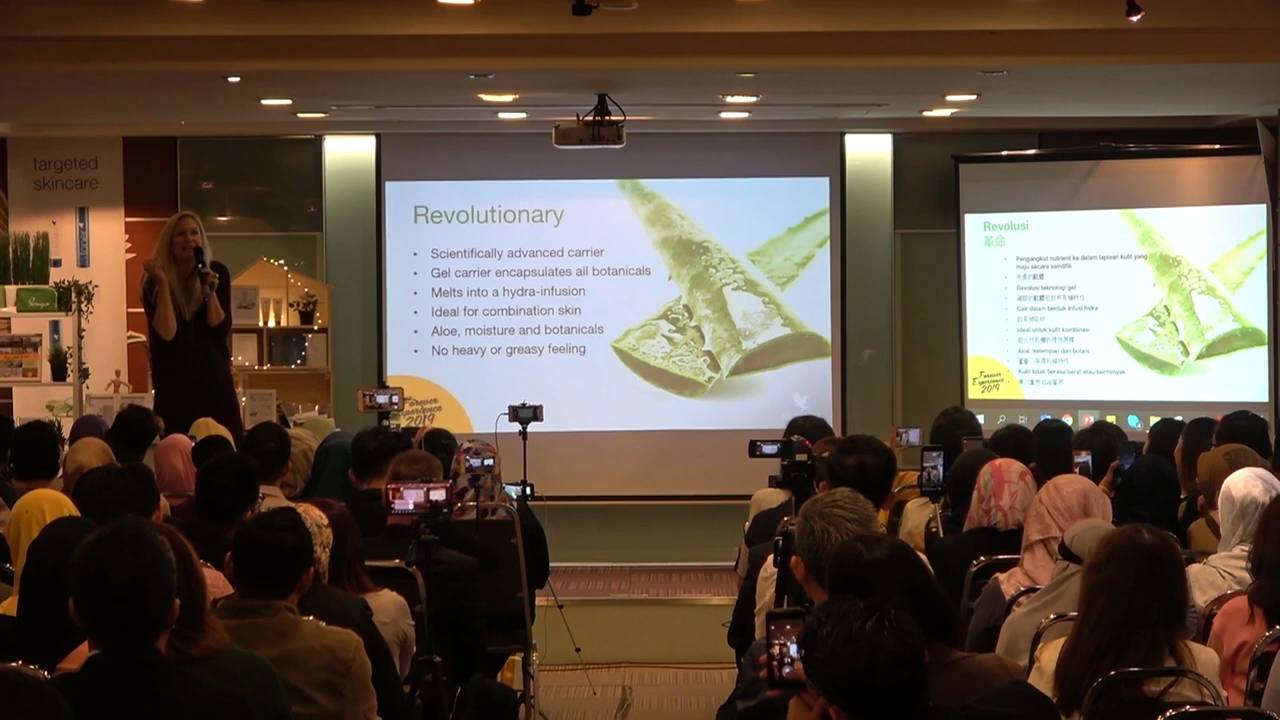 targeted
skincare
Revolutionary
• Scientifically advanced carrier
• Gel carrier encapsulates all botanicals
• Melts into a hydra-infusion
• Ideal for combination skin
• Aloe, moisture and botanicals
• No heavy or greasy feeling
Forever
Experience
2019
Revolusi
革命
• Pengangkut nutrient ke dalam lapisan kulit yang
maju secara saintifik
• Revolusi teknologi gel
• Cair dalam bentuk infusi hidra
• Ideal untuk kulit kombinasi
• Aloe, kelempan dan botani
• Kulit tidak berasa berat atau berminyak
Forever
Experience
2019